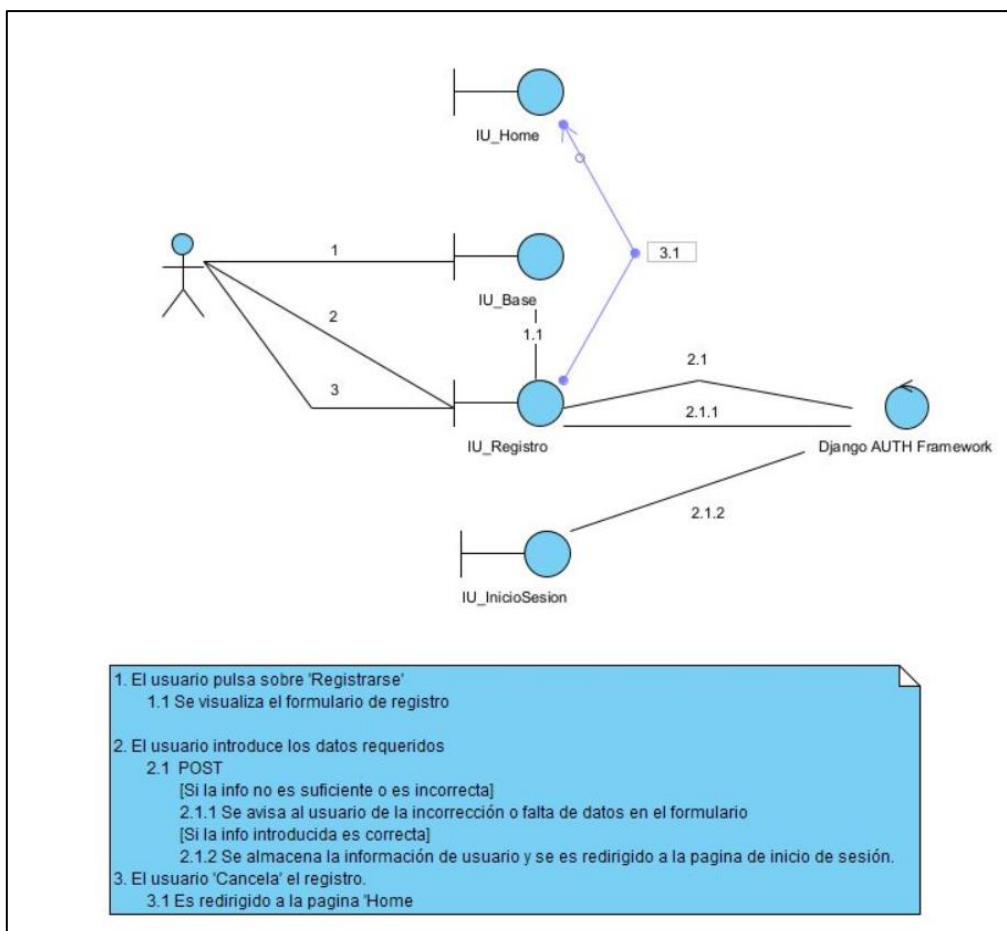 IU_Home
3.1
1
IU_Base
1.1
2
3
2.1
2.1.1
IU_Registro
Django AUTH Framework
2.1.2
IU_InicioSesion
1. El usuario pulsa sobre 'Registrarse'
1.1 Se visualiza el formulario de registro
2. El usuario introduce los datos requeridos
2.1 POST
[Si la info no es suficiente o es incorrecta]
2.1.1 Se avisa al usuario de la incorrección o falta de datos en el formulario
[Si la info introducida es correcta]
2.1.2 Se almacena la información de usuario y se es redirigido a la pagina de inicio de sesión.
3. El usuario 'Cancela' el registro.
3.1 Es redirigido a la pagina 'Home